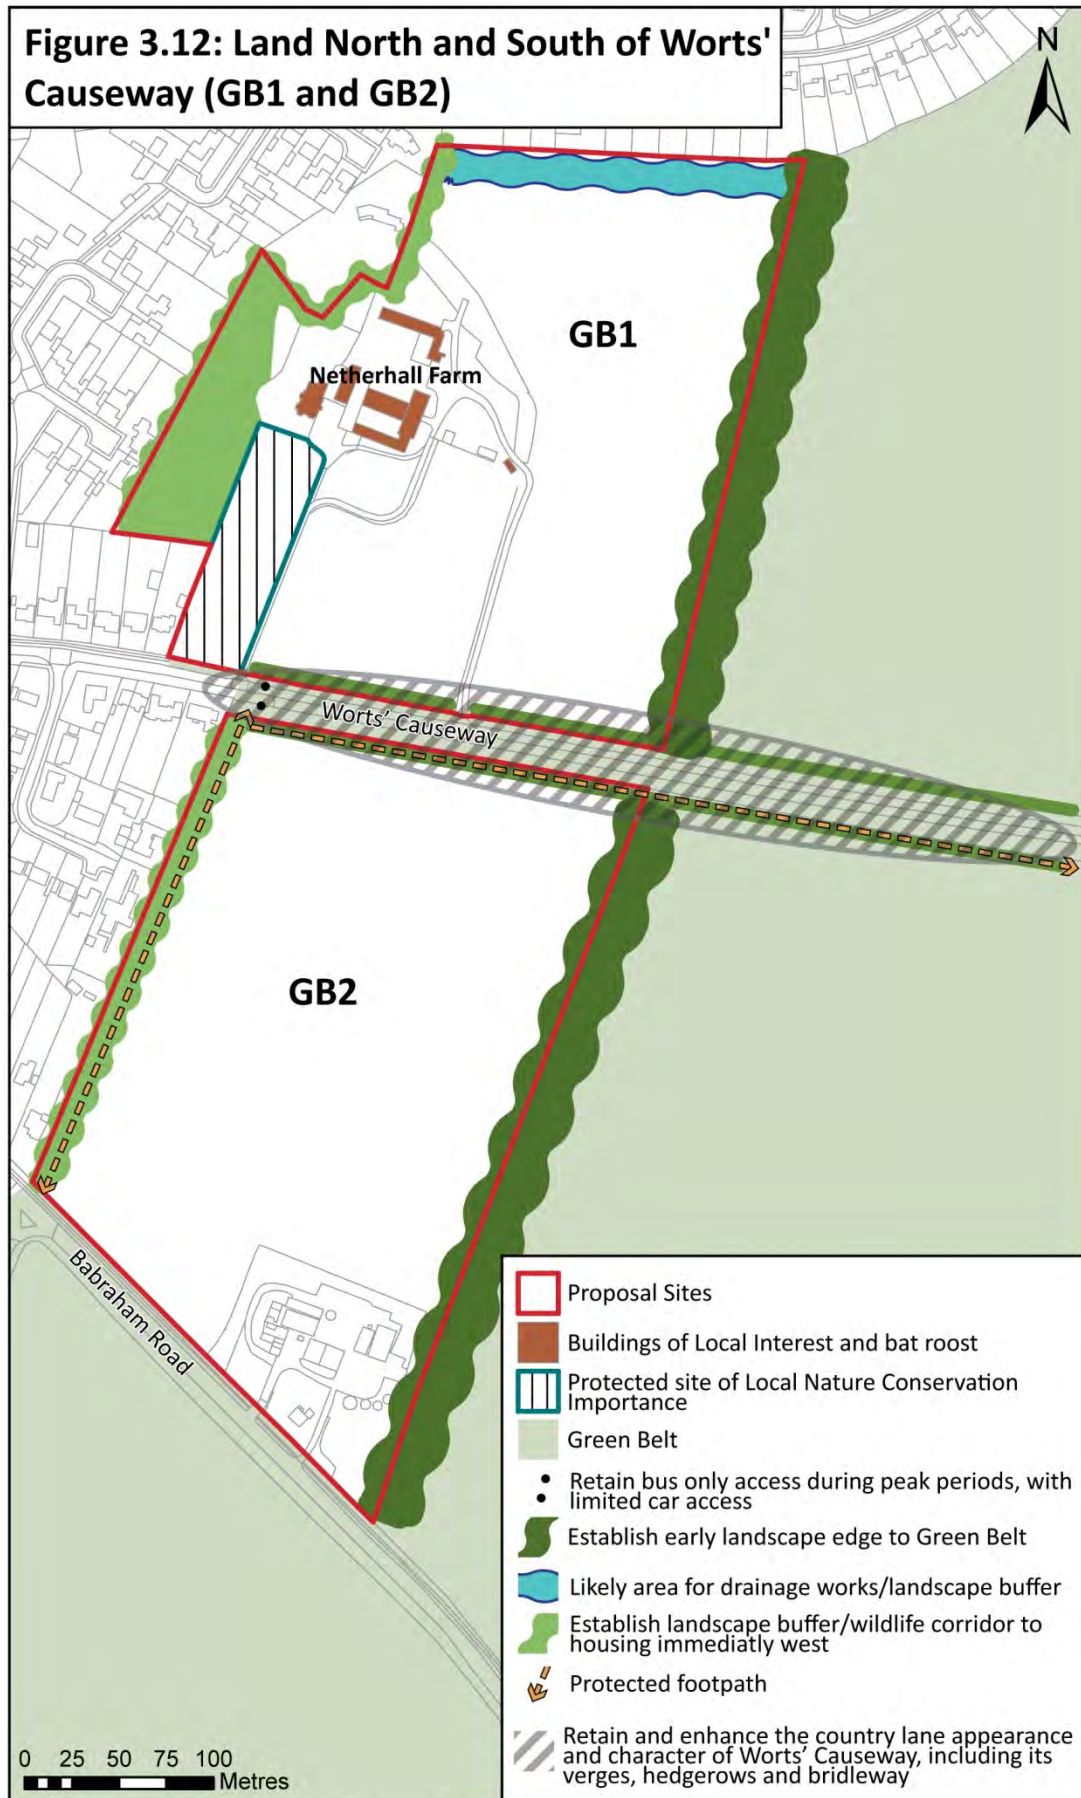 Figure 3.12: Land North and South of Worts'
Causeway (GB1 and GB2)
N
GB1
Netherhall Farm
Worts' Causeway
GB2
Babraham Road
Proposal Sites
Buildings of Local Interest and bat roost
Protected site of Local Nature Conservation
Importance
Green Belt
Retain bus only access during peak periods, with
limited car access
Establish early landscape edge to Green Belt
Likely area for drainage works/landscape buffer
Establish landscape buffer/wildlife corridor to
housing immediatly west
Protected footpath
Retain and enhance the country lane appearance
and character of Worts' Causeway, including its
verges, hedgerows and bridleway
0 25 50 75 100
Metres